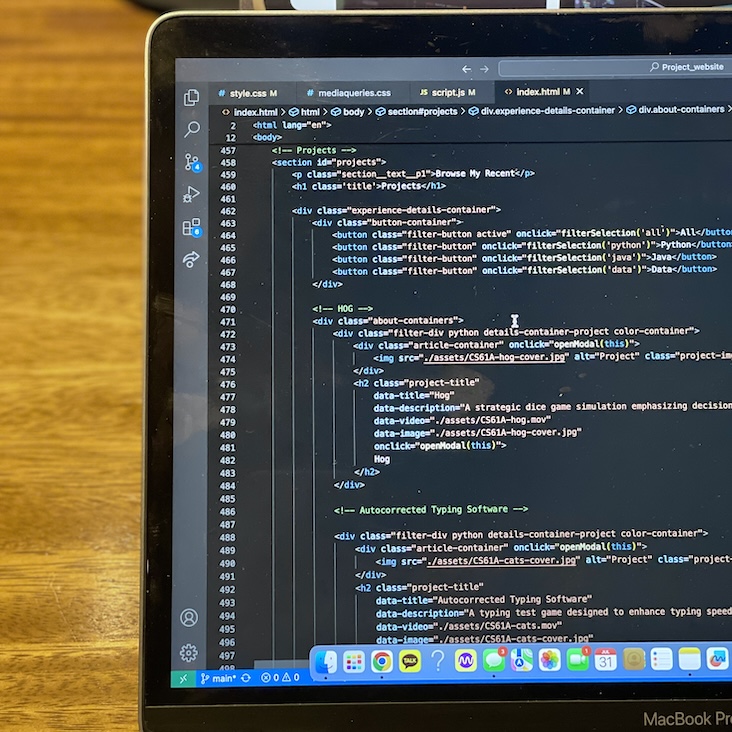 Project_website
style.css M mediaqueries.css JS script.js M <> index.html M ×
index.html > html > body > section#projects > div.experience-details-container > div.about-containers >
2 <html lang="en">
12 <body>
457 <!-- Projects -->
458 <section id="projects">
459 <p class="section__text__p1">Browse My Recent</p>
460 <h1 class='title'>Projects</h1>
461
462 <div class="experience-details-container">
463 <div class="button-container">
464 <button class="filter-button active" onclick="filterSelection('all')">All</button
465 <button class="filter-button" onclick="filterSelection('python')">Python</button>
466 <button class="filter-button" onclick="filterSelection('java')">Java</button>
467 <button class="filter-button" onclick="filterSelection('data')">Data</button>
468 </div>
469
470 <!-- HOG -->
471 <div class="about-containers">
472 <div class="filter-div python details-container-project color-container">
473 <div class="article-container" onclick="openModal(this)">
474 <img src="./assets/CS61A-hog-cover.jpg" alt="Project" class="project-im
475 </div>
476 <h2 class="project-title"
477 data-title="Hog"
478 data-description="A strategic dice game simulation emphasizing decision
479 data-video="./assets/CS61A-hog.mov"
480 data-image="./assets/CS61A-hog-cover.jpg"
481 onclick="openModal(this)">
482 Hog
483 </h2>
484 </div>
485
486 <!-- Autocorrected Typing Software -->
487
488 <div class="filter-div python details-container-project color-container">
489 <div class="article-container" onclick="openModal(this)">
490 <img src="./assets/CS61A-cats-cover.jpg" alt="Project" class="project-
491 </div>
492 <h2 class="project-title"
493 data-title="Autocorrected Typing Software"
494 data-description="A typing test game designed to enhance typing speed
495 data-video="./assets/CS61A-cats.mov"
496 data-image="./assets/CS61A-cats-cover.jpg"
497
498
4
6
TALK
3
1
JUL
31
main* 0 0
MacBook Pro